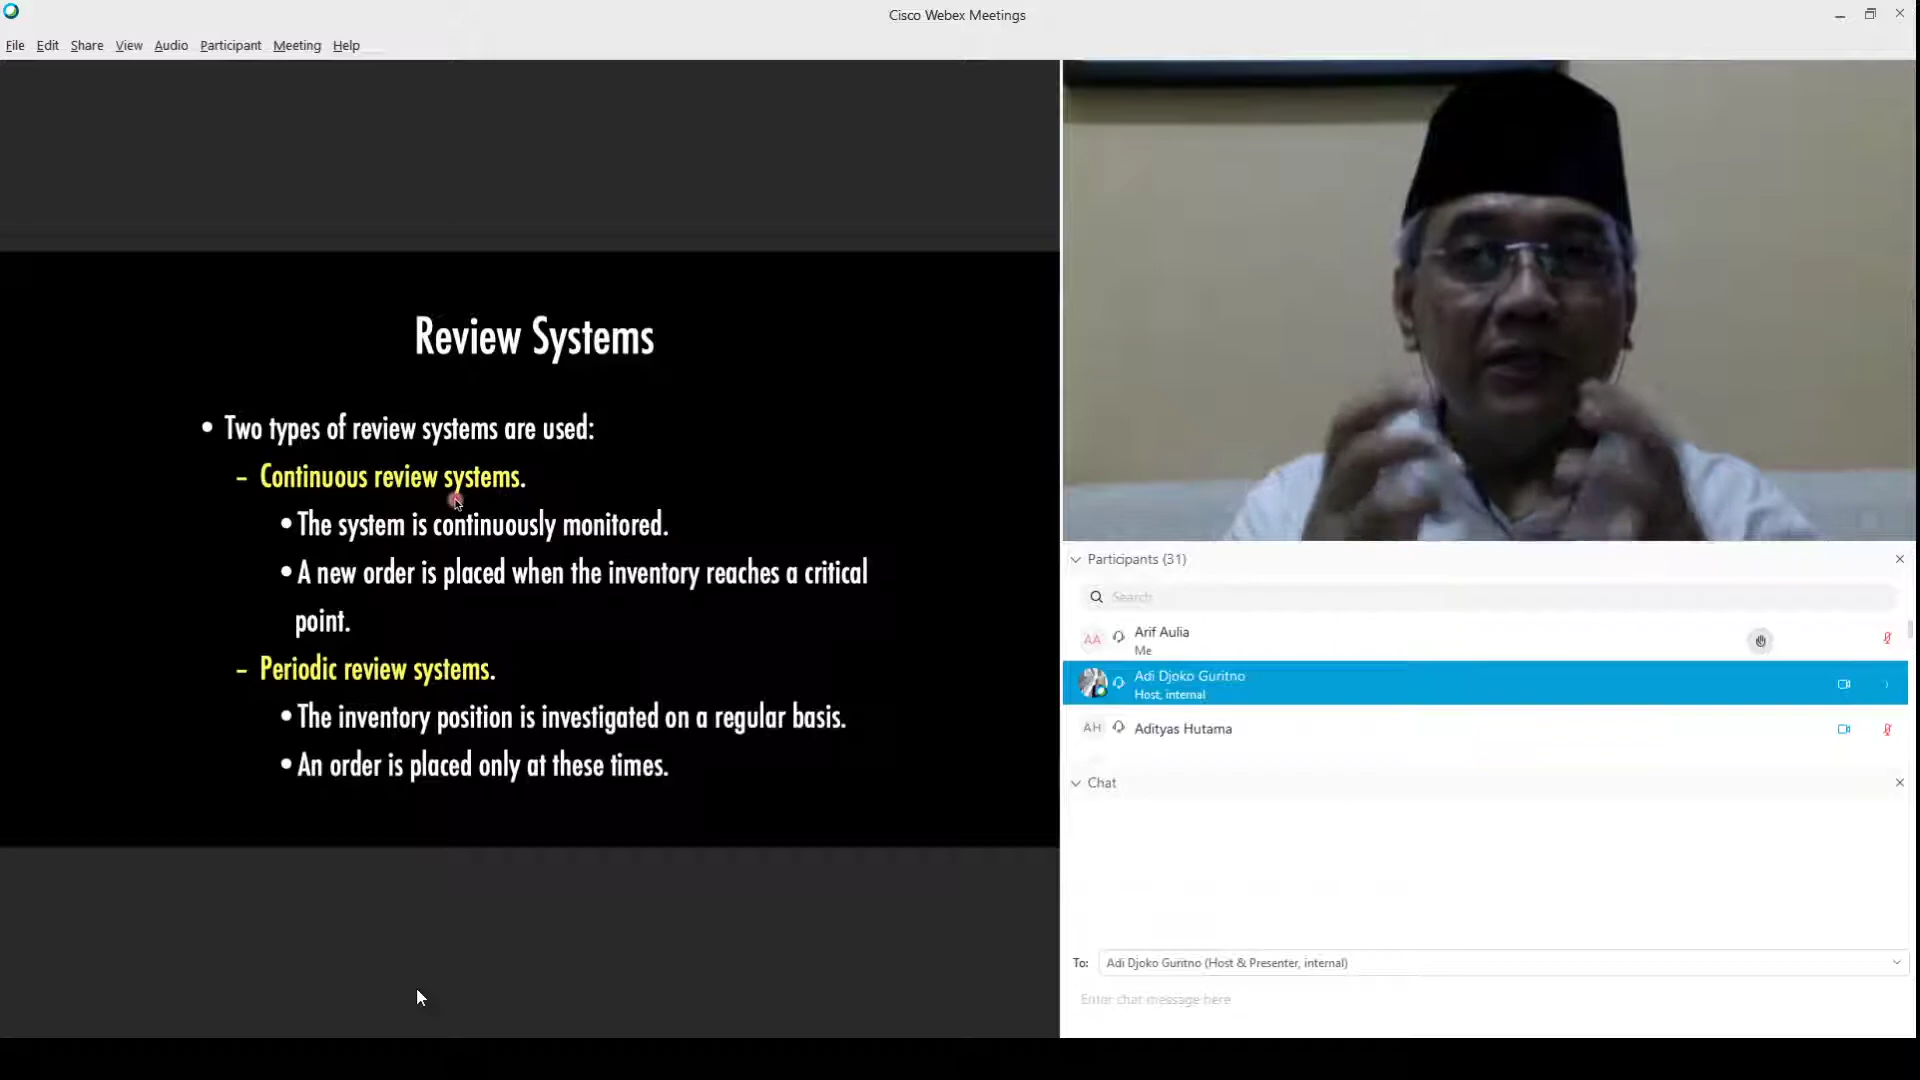 Cisco Webex Meetings
File Edit Share View Audio Participant Meeting Help
Review Systems
• Two types of review systems are used:
– Continuous review systems.
• The system is continuously monitored.
• A new order is placed when the inventory reaches a critical
point.
– Periodic review systems.
• The inventory position is investigated on a regular basis.
• An order is placed only at these times.
Participants (31)
Search
AA Arif Aulia
Me
Adi Djoko Guritno
Host, internal
AH Adityas Hutama
Chat
To: Adi Djoko Guritno (Host & Presenter, internal)
Enter chat message here